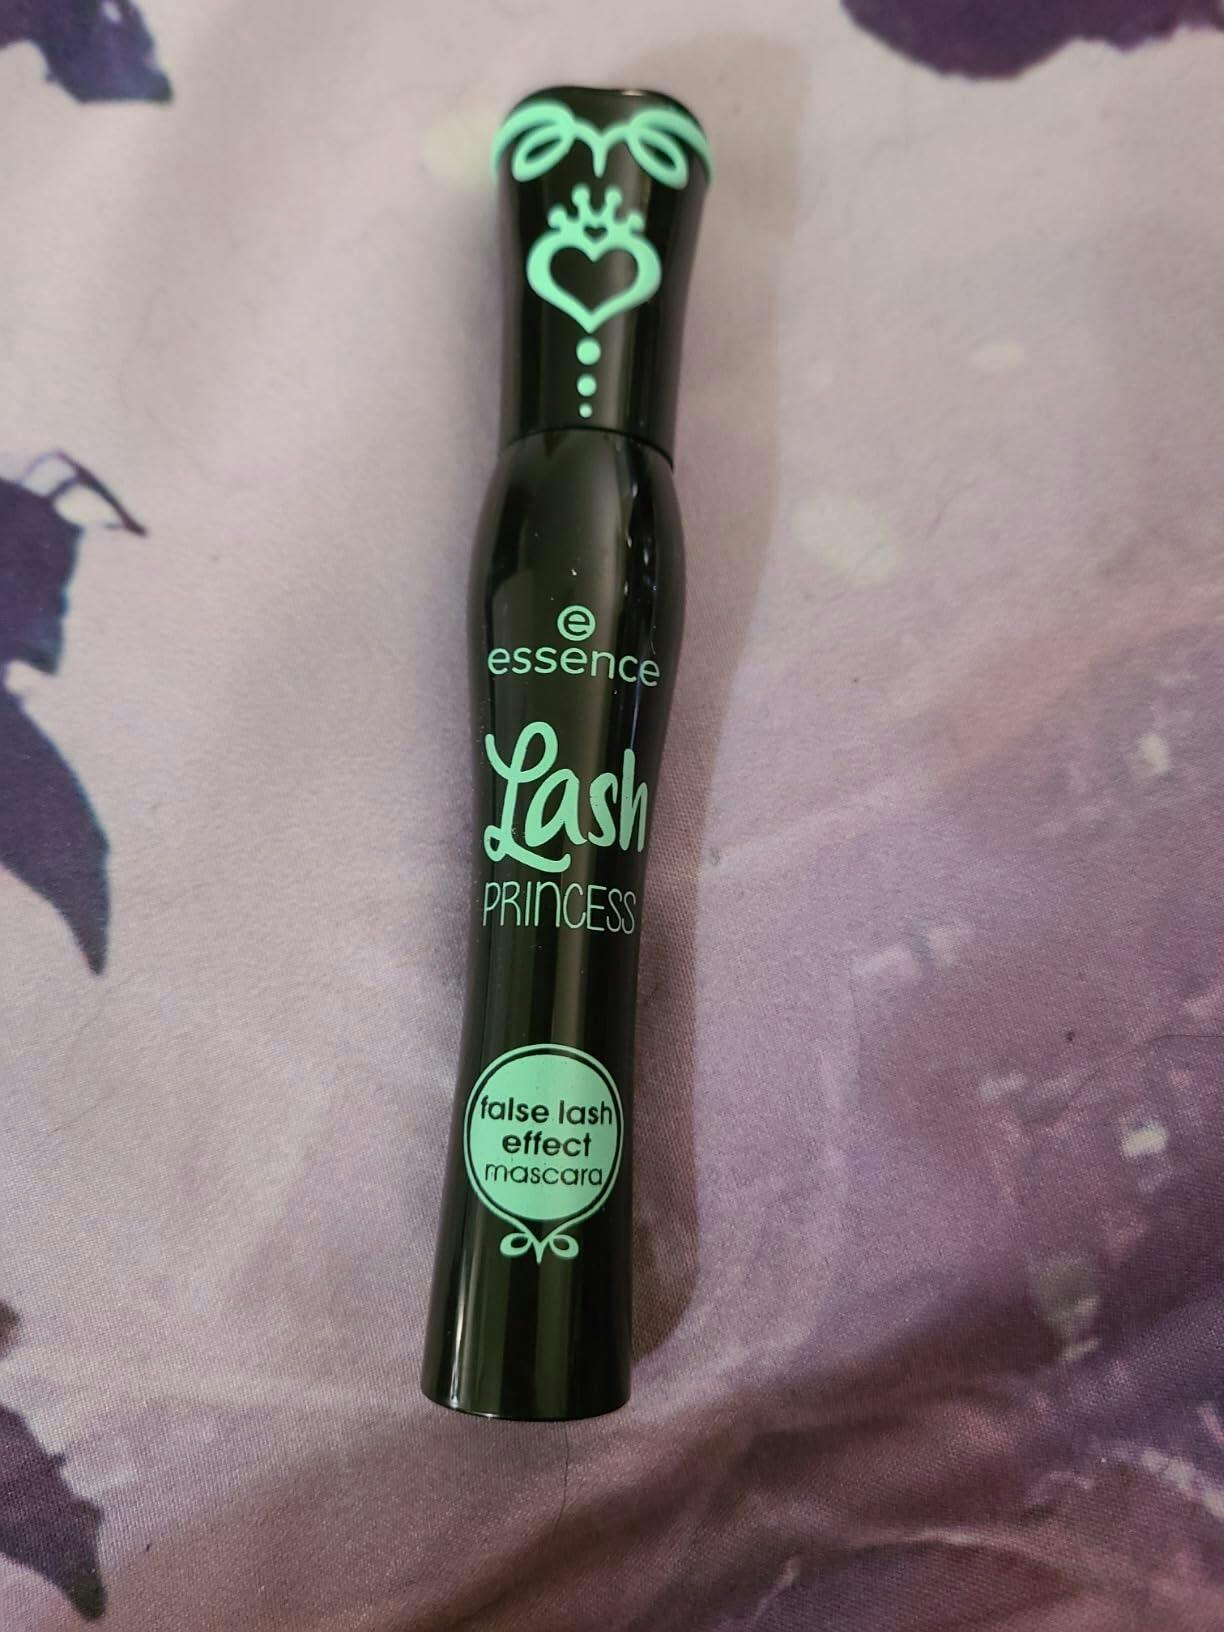 e
essence
Lash
PRINCESS
false lash
effect
mascara